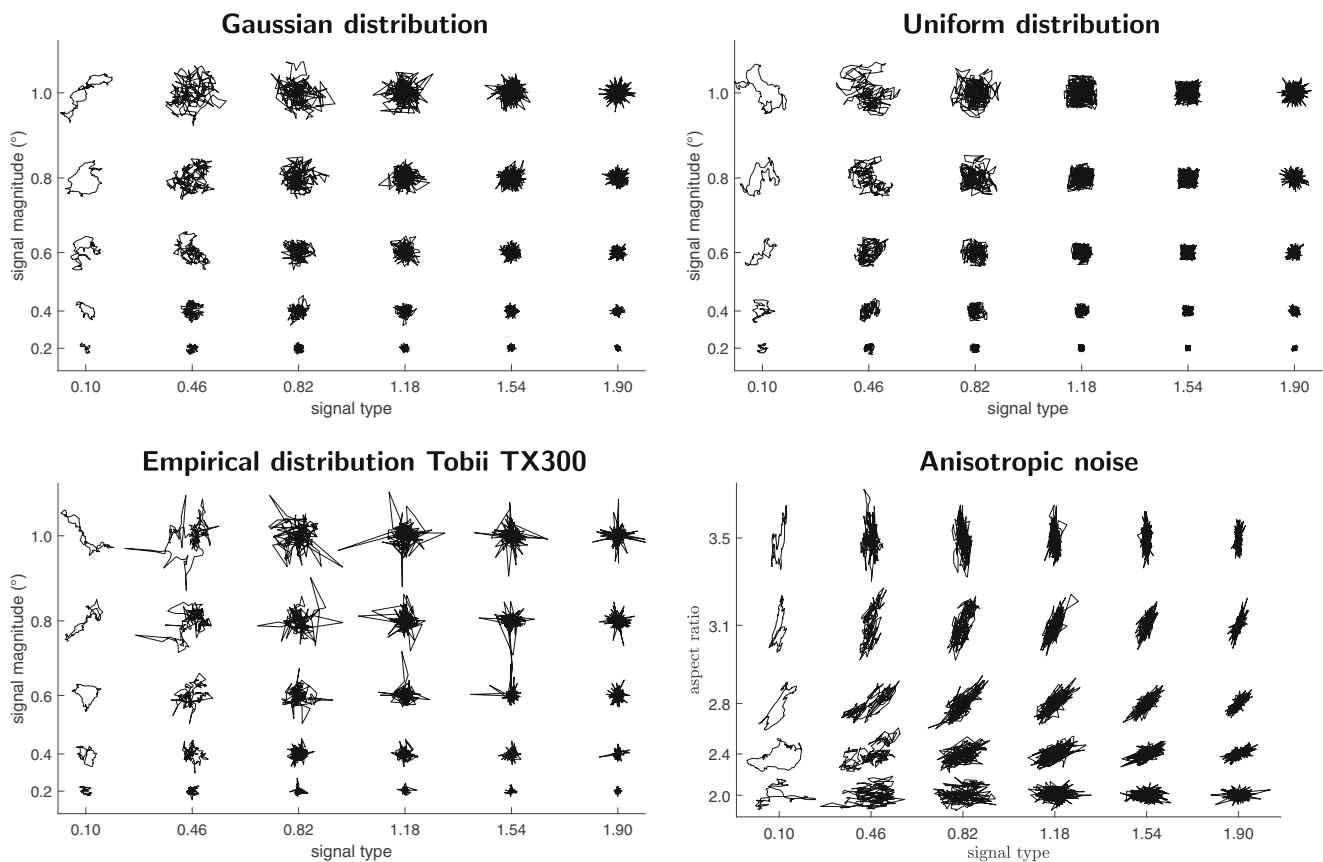 Gaussian distribution
signal magnitude (°)
1.0
0.8
0.6
0.4
0.2
0.10 0.46 0.82 1.18 1.54 1.90
signal type
Uniform distribution
signal magnitude (°)
1.0
0.8
0.6
0.4
0.2
0.10 0.46 0.82 1.18 1.54 1.90
signal type
Empirical distribution Tobii TX300
signal magnitude (°)
1.0
0.8
0.6
0.4
0.2
0.10 0.46 0.82 1.18 1.54 1.90
signal type
Anisotropic noise
aspect ratio
3.5
3.1
2.8
2.4
2.0
0.10 0.46 0.82 1.18 1.54 1.90
signal type